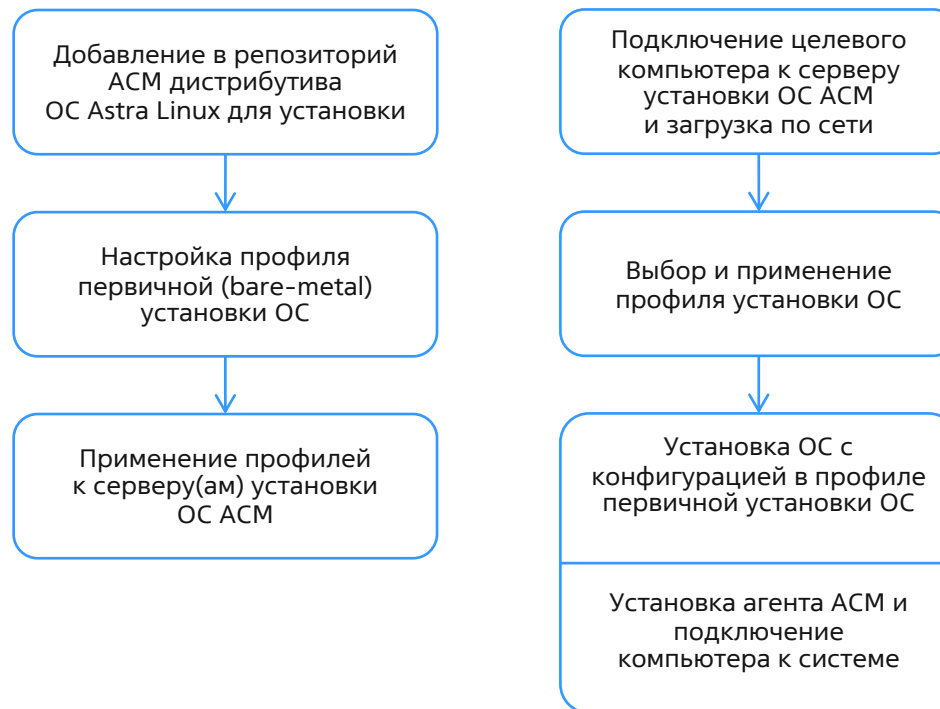 Добавление в репозиторий
АСМ дистрибутива
ОС Astra Linux для установки
Настройка профиля
первичной (bare-metal)
установки ОС
Применение профилей
к серверу(ам) установки
ОС АСМ
Подключение целевого
компьютера к серверу
установки ОС АСМ
и загрузка по сети
Выбор и применение
профиля установки ОС
Установка ОС с
конфигурацией в профиле
первичной установки ОС
Установка агента АСМ и
подключение
компьютера к системе